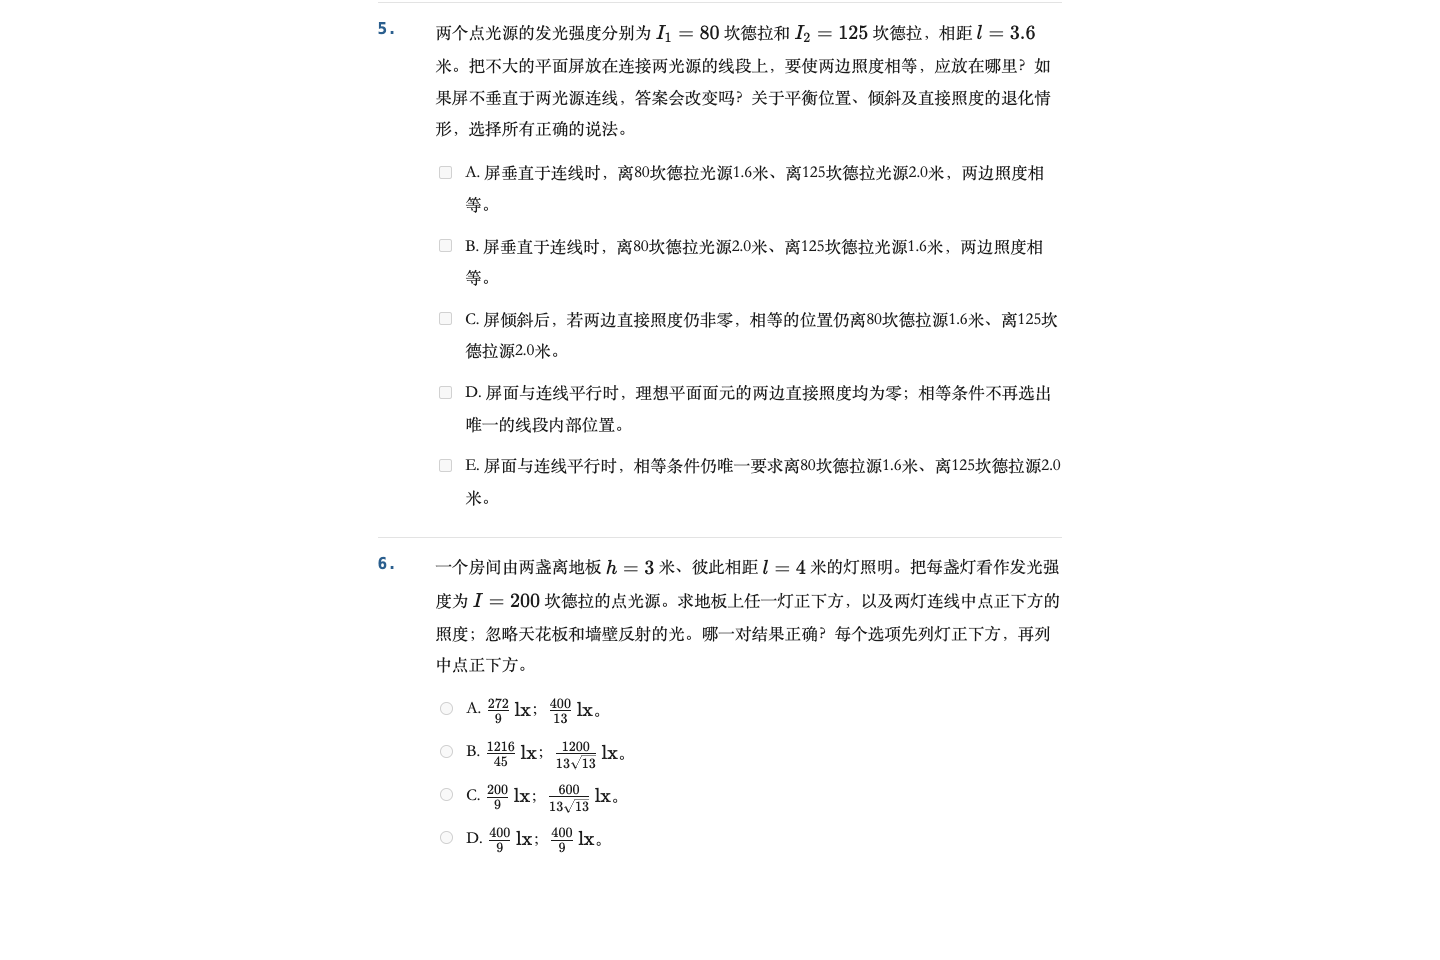 5. 两个点光源的发光强度分别为 I₁ = 80 坎德拉和 I₂ = 125 坎德拉，相距 l = 3.6
米。把不大的平面屏放在连接两光源的线段上，要使两边照度相等，应放在哪里？如
果屏不垂直于两光源连线，答案会改变吗？关于平衡位置、倾斜及直接照度的退化情
形，选择所有正确的说法。
A. 屏垂直于连线时，离80坎德拉光源1.6米、离125坎德拉光源2.0米，两边照度相
等。
B. 屏垂直于连线时，离80坎德拉光源2.0米、离125坎德拉光源1.6米，两边照度相
等。
C. 屏倾斜后，若两边直接照度仍非零，相等的位置仍离80坎德拉源1.6米、离125坎
德拉源2.0米。
D. 屏面与连线平行时，理想平面面元的两边直接照度均为零；相等条件不再选出
唯一的线段内部位置。
E. 屏面与连线平行时，相等条件仍唯一要求离80坎德拉源1.6米、离125坎德拉源2.0
米。
6. 一个房间由两盏离地板 h = 3 米、彼此相距 l = 4 米的灯照明。把每盏灯看作发光强
度为 I = 200 坎德拉的点光源。求地板上任一灯正下方，以及两灯连线中点正下方的
照度；忽略天花板和墙壁反射的光。哪一对结果正确？每个选项先列灯正下方，再列
中点正下方。
A. 272/9 lx； 400/13 lx。
B. 1216/45 lx； 1200/(13√13) lx。
C. 200/9 lx； 600/(13√13) lx。
D. 400/9 lx； 400/9 lx。